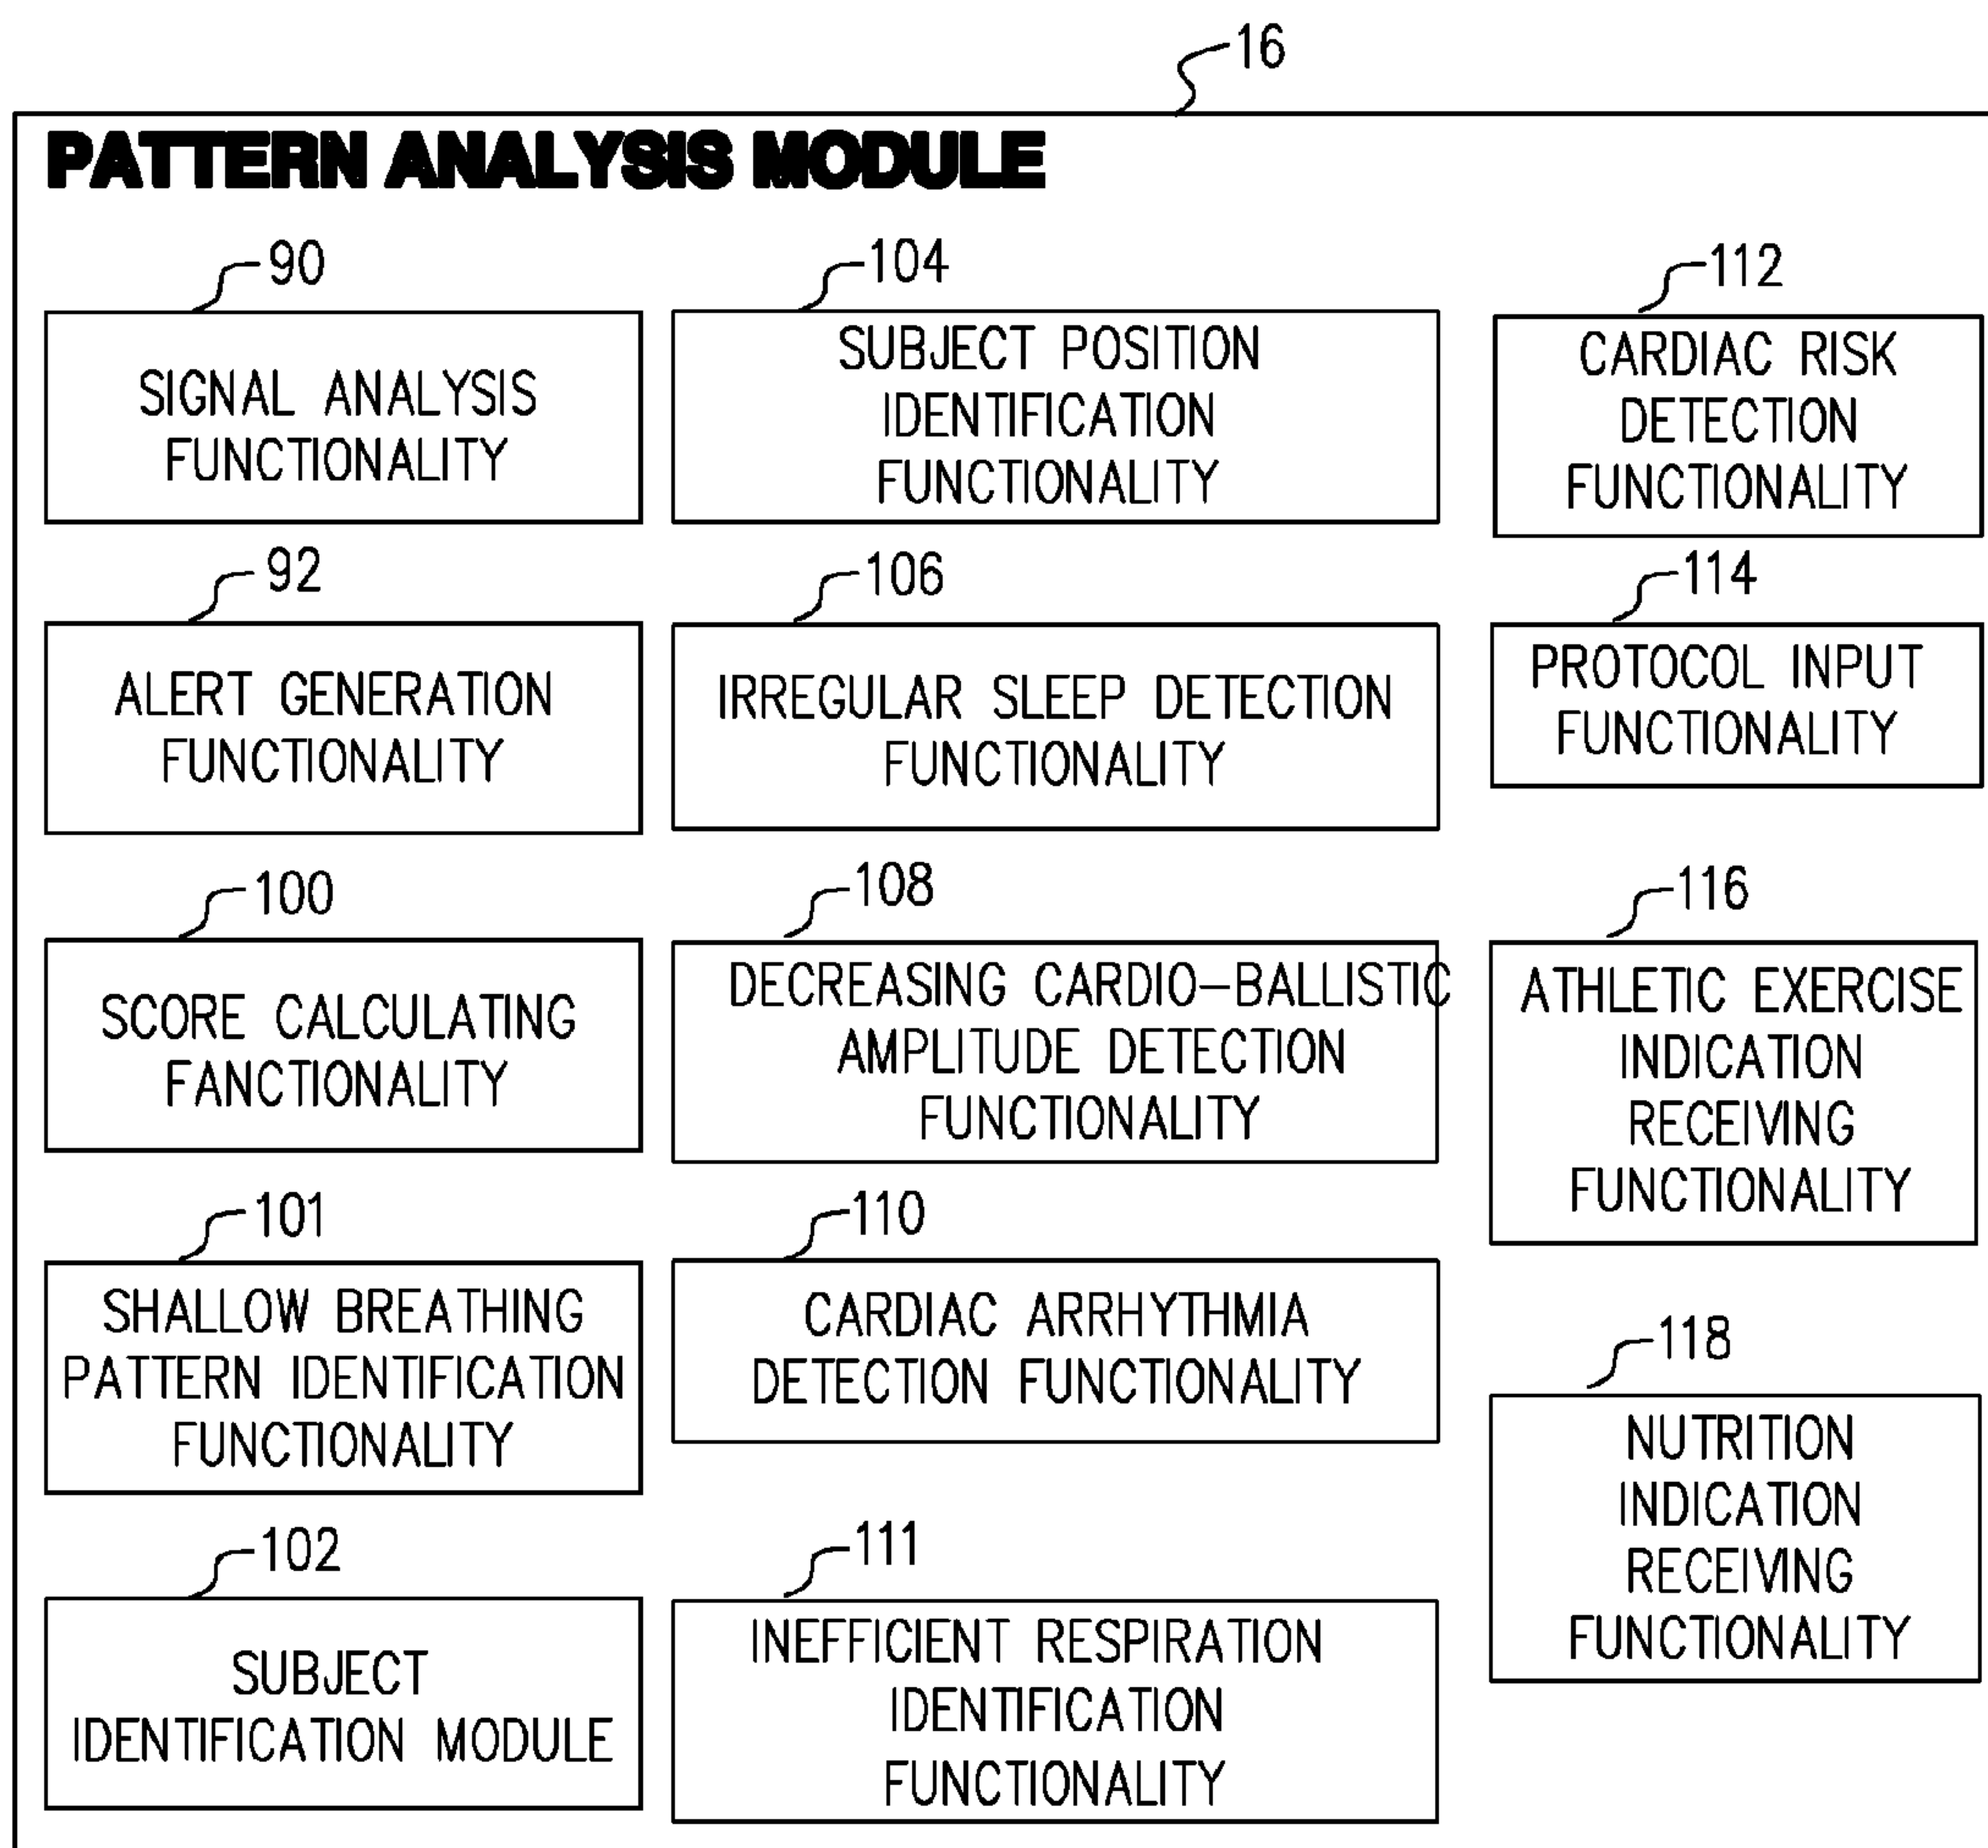 16
PATTERN ANALYSIS MODULE
90
SIGNAL ANALYSIS
FUNCTIONALITY
92
ALERT GENERATION
FUNCTIONALITY
100
SCORE CALCULATING
FANCTIONALITY
101
SHALLOW BREATHING
PATTERN IDENTIFICATION
FUNCTIONALITY
102
SUBJECT
IDENTIFICATION MODULE
104
SUBJECT POSITION
IDENTIFICATION
FUNCTIONALITY
106
IRREGULAR SLEEP DETECTION
FUNCTIONALITY
108
DECREASING CARDIO-BALLISTIC
AMPLITUDE DETECTION
FUNCTIONALITY
110
CARDIAC ARRHYTHMIA
DETECTION FUNCTIONALITY
111
INEFFICIENT RESPIRATION
IDENTIFICATION
FUNCTIONALITY
112
CARDIAC RISK
DETECTION
FUNCTIONALITY
114
PROTOCOL INPUT
FUNCTIONALITY
116
ATHLETIC EXERCISE
INDICATION
RECEIVING
FUNCTIONALITY
118
NUTRITION
INDICATION
RECEIVING
FUNCTIONALITY